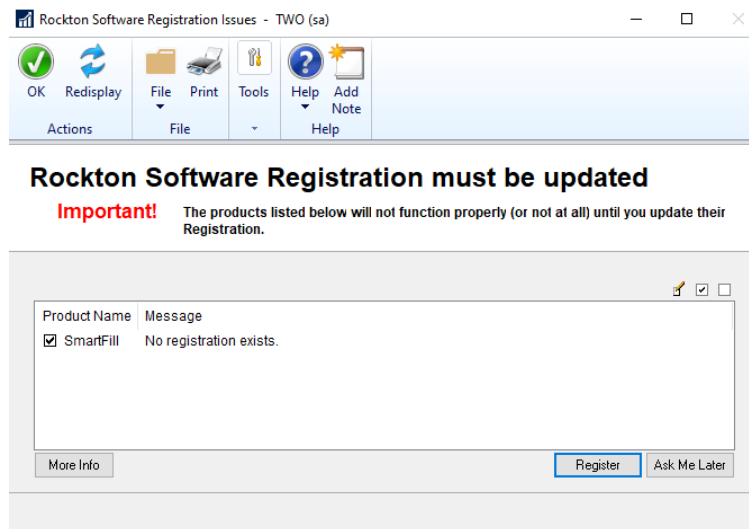 Rockton Software Registration Issues - TWO (sa)
OK Redisplay File Print Tools Help Add Note
Actions File Help
Rockton Software Registration must be updated
Important! The products listed below will not function properly (or not at all) until you update their
Registration.
Product Name Message
SmartFill No registration exists.
More Info Register Ask Me Later